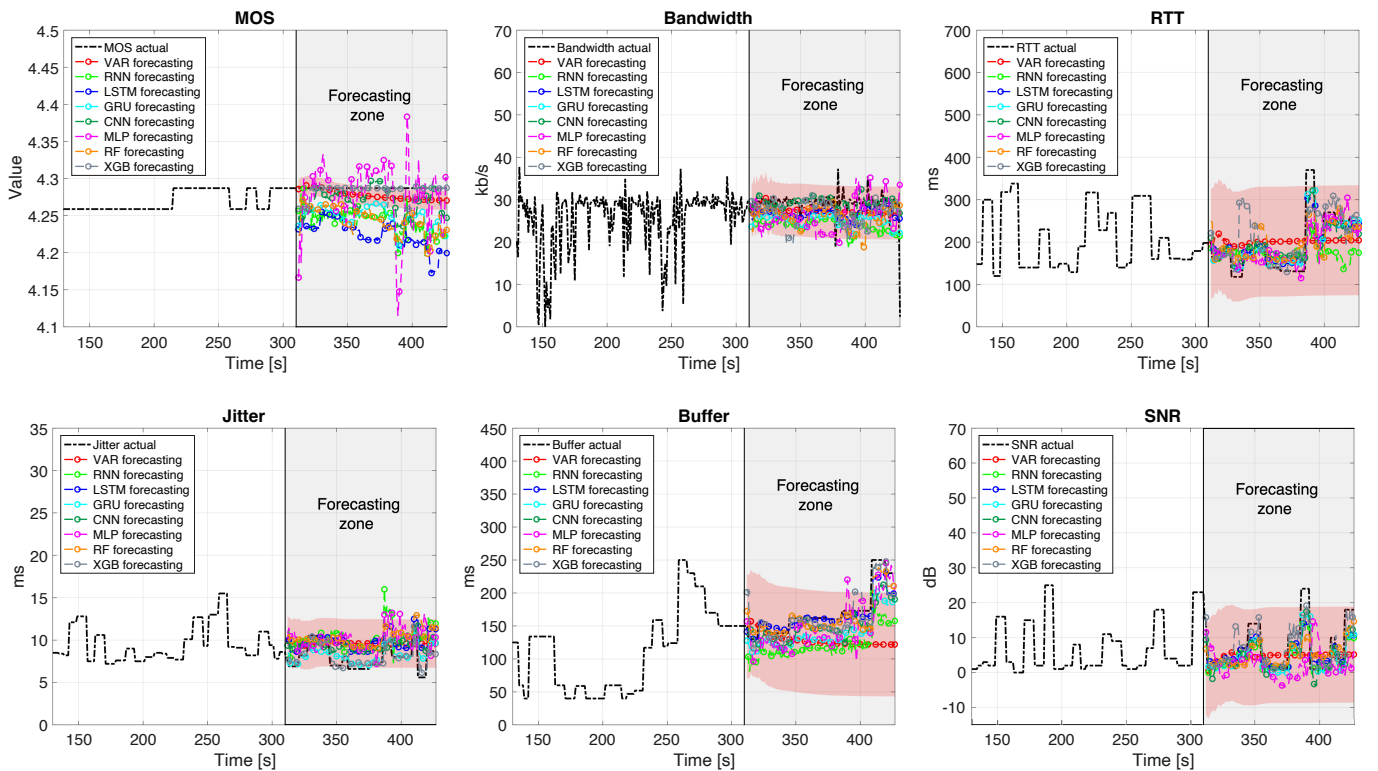 MOS
4.5
4.45
4.4
4.35
4.3
4.25
4.2
4.15
4.1
Value
150
200
250
300
350
400
Time [s]
MOS actual
VAR forecasting
RNN forecasting
LSTM forecasting
GRU forecasting
CNN forecasting
MLP forecasting
RF forecasting
XGB forecasting
Forecasting
zone
Bandwidth
70
60
50
40
30
20
10
0
kb/s
150
200
250
300
350
400
Time [s]
Bandwidth actual
VAR forecasting
RNN forecasting
LSTM forecasting
GRU forecasting
CNN forecasting
MLP forecasting
RF forecasting
XGB forecasting
Forecasting
zone
RTT
700
600
500
400
300
200
100
0
ms
150
200
250
300
350
400
Time [s]
RTT actual
VAR forecasting
RNN forecasting
LSTM forecasting
GRU forecasting
CNN forecasting
MLP forecasting
RF forecasting
XGB forecasting
Forecasting
zone
Jitter
35
30
25
20
15
10
5
0
ms
150
200
250
300
350
400
Time [s]
Jitter actual
VAR forecasting
RNN forecasting
LSTM forecasting
GRU forecasting
CNN forecasting
MLP forecasting
RF forecasting
XGB forecasting
Forecasting
zone
Buffer
450
400
350
300
250
200
150
100
50
0
ms
150
200
250
300
350
400
Time [s]
Buffer actual
VAR forecasting
RNN forecasting
LSTM forecasting
GRU forecasting
CNN forecasting
MLP forecasting
RF forecasting
XGB forecasting
Forecasting
zone
SNR
70
60
50
40
30
20
10
0
-10
dB
150
200
250
300
350
400
Time [s]
SNR actual
VAR forecasting
RNN forecasting
LSTM forecasting
GRU forecasting
CNN forecasting
MLP forecasting
RF forecasting
XGB forecasting
Forecasting
zone